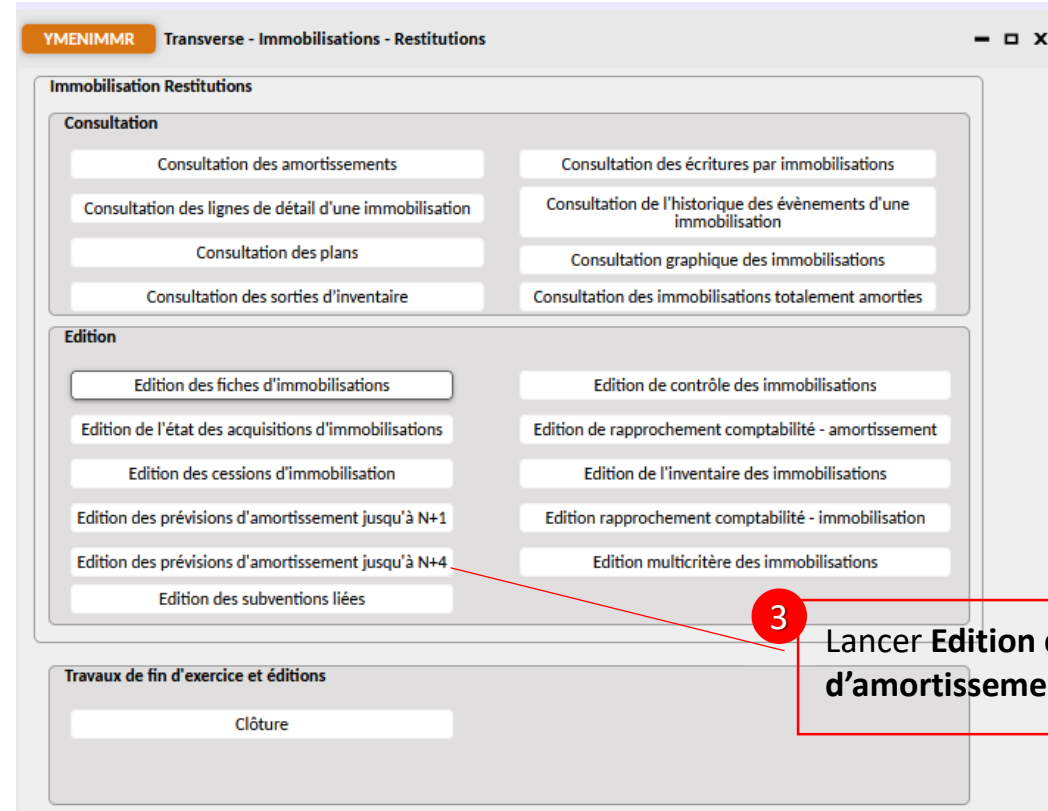 YMENIMMR Transverse - Immobilisations - Restitutions
Immobilisation Restitutions
Consultation
Consultation des amortissements
Consultation des écritures par immobilisations
Consultation des lignes de détail d'une immobilisation
Consultation de l'historique des évènements d'une
immobilisation
Consultation des plans
Consultation graphique des immobilisations
Consultation des sorties d'inventaire
Consultation des immobilisations totalement amorties
Edition
Edition des fiches d'immobilisations
Edition de contrôle des immobilisations
Edition de l'état des acquisitions d'immobilisations
Edition de rapprochement comptabilité - amortissement
Edition des cessions d'immobilisation
Edition de l'inventaire des immobilisations
Edition des prévisions d'amortissement jusqu'à N+1
Edition rapprochement comptabilité - immobilisation
Edition des prévisions d'amortissement jusqu'à N+4
Edition multicritère des immobilisations
Edition des subventions liées
3
Lancer Edition
Travaux de fin d'exercice et éditions
Clôture